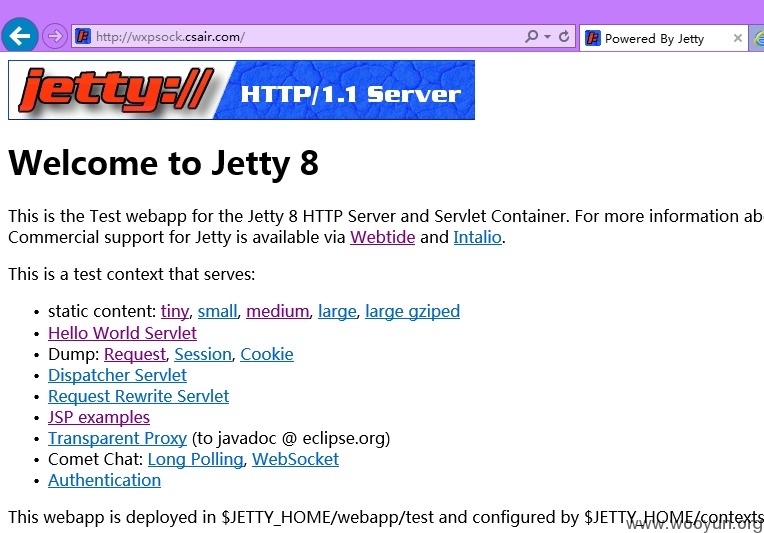 http://wxpsock.csair.com/
Powered By Jetty
jetty:// HTTP/1.1 Server
Welcome to Jetty 8
This is the Test webapp for the Jetty 8 HTTP Server and Servlet Container. For more information ab
Commercial support for Jetty is available via Webtide and Intalio.
This is a test context that serves:
• static content: tiny, small, medium, large, large gziped
• Hello World Servlet
• Dump: Request, Session, Cookie
• Dispatcher Servlet
• Request Rewrite Servlet
• JSP examples
• Transparent Proxy (to javadoc @ eclipse.org)
• Comet Chat: Long Polling, WebSocket
• Authentication
This webapp is deployed in $JETTY_HOME/webapp/test and configured by $JETTY_HOME/contexts
www.wooyun.org